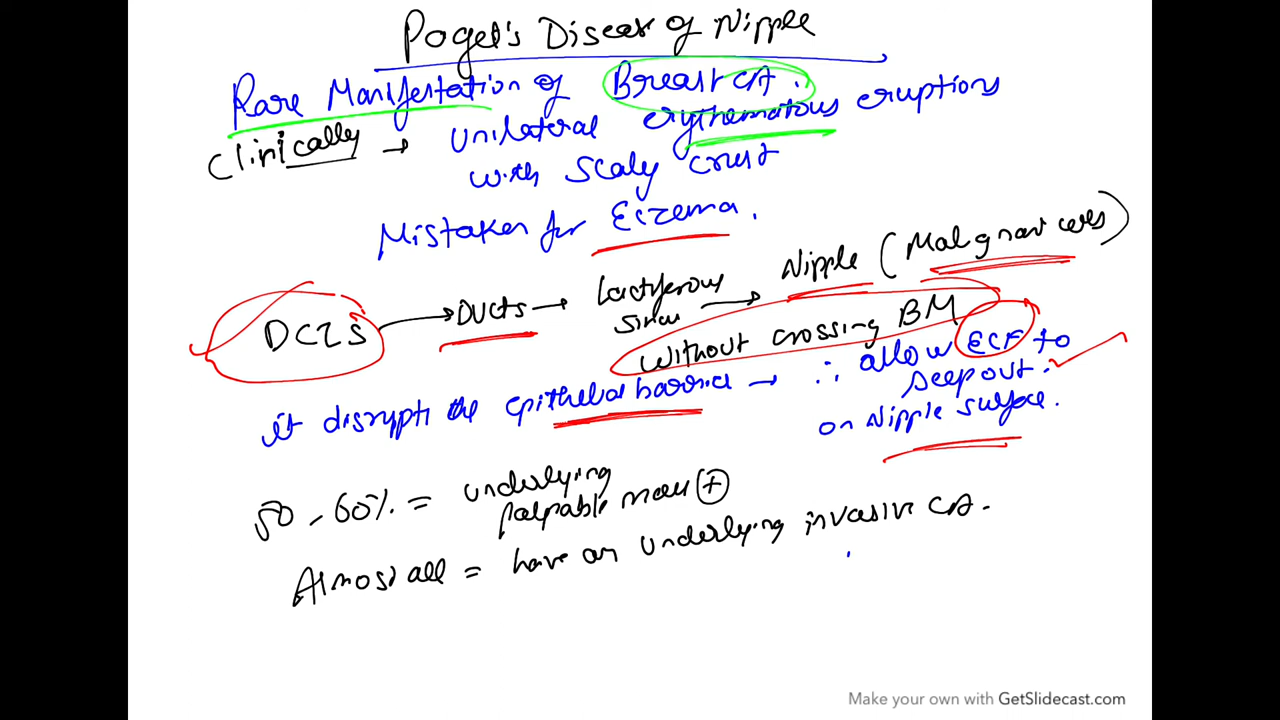 Paget's Disease of Nipple
Rare Manifestation of Breast CA.
Clinically → unilateral erythematous eruptions
with scaly crust
Mistaken for Eczema.
DCIS → Ducts → Lactiferous sinus → Nipple (Malignant cells)
without crossing BM
it disrupts the epithelial barrier → ∴ allow ECF to
seep out.
on Nipple surface.
50 - 60% = underlying
palpable mass +
Almost all = have an underlying invasive CA.
Make your own with GetSlidecast.com